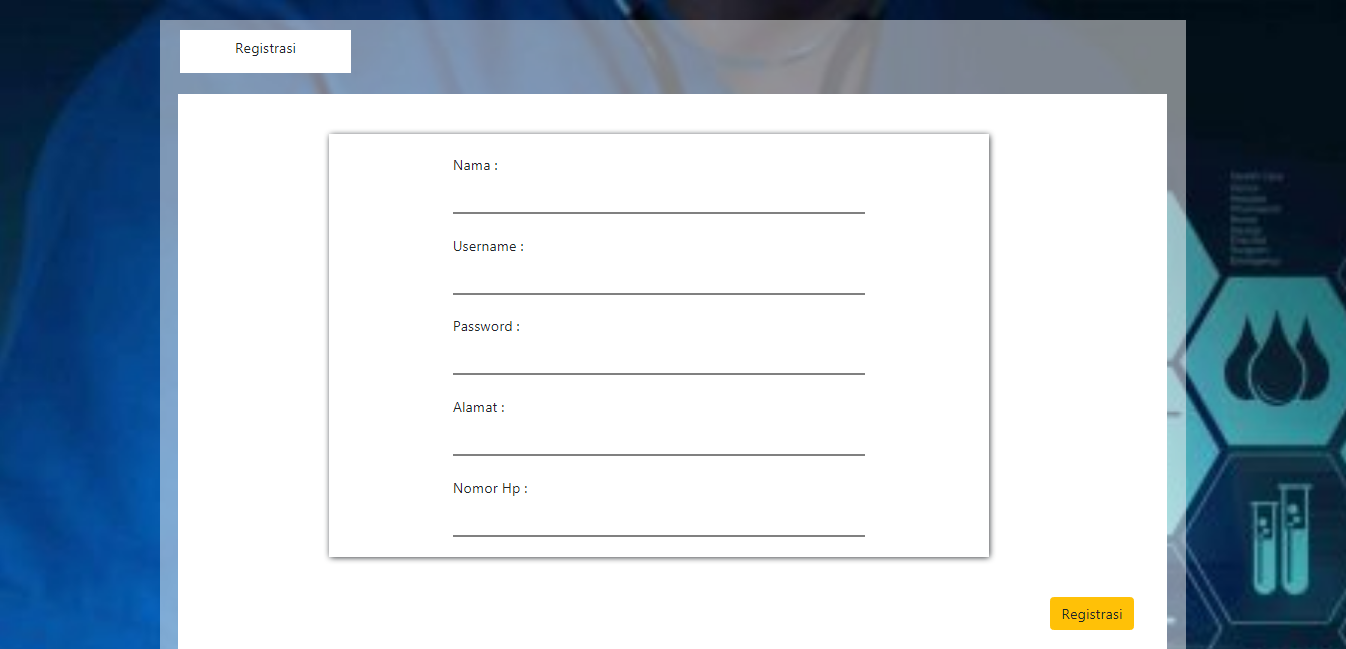 Registrasi
Nama :
Username :
Password :
Alamat :
Nomor Hp :
Registrasi